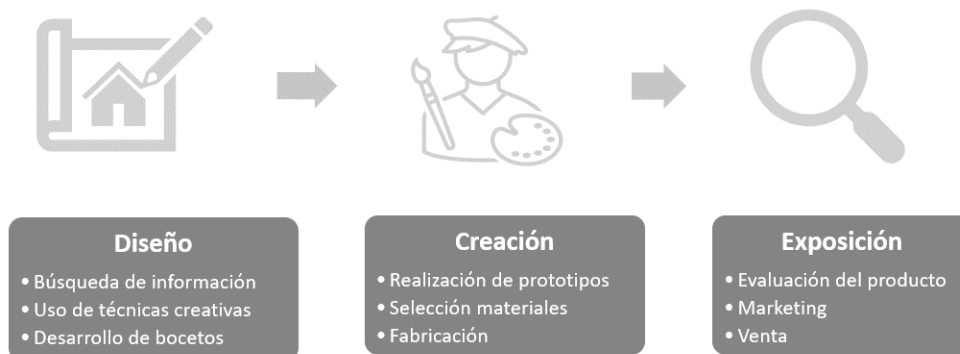 Diseño
• Búsqueda de información
• Uso de técnicas creativas
• Desarrollo de bocetos
Creación
• Realización de prototipos
• Selección materiales
• Fabricación
Exposición
• Evaluación del producto
• Marketing
• Venta